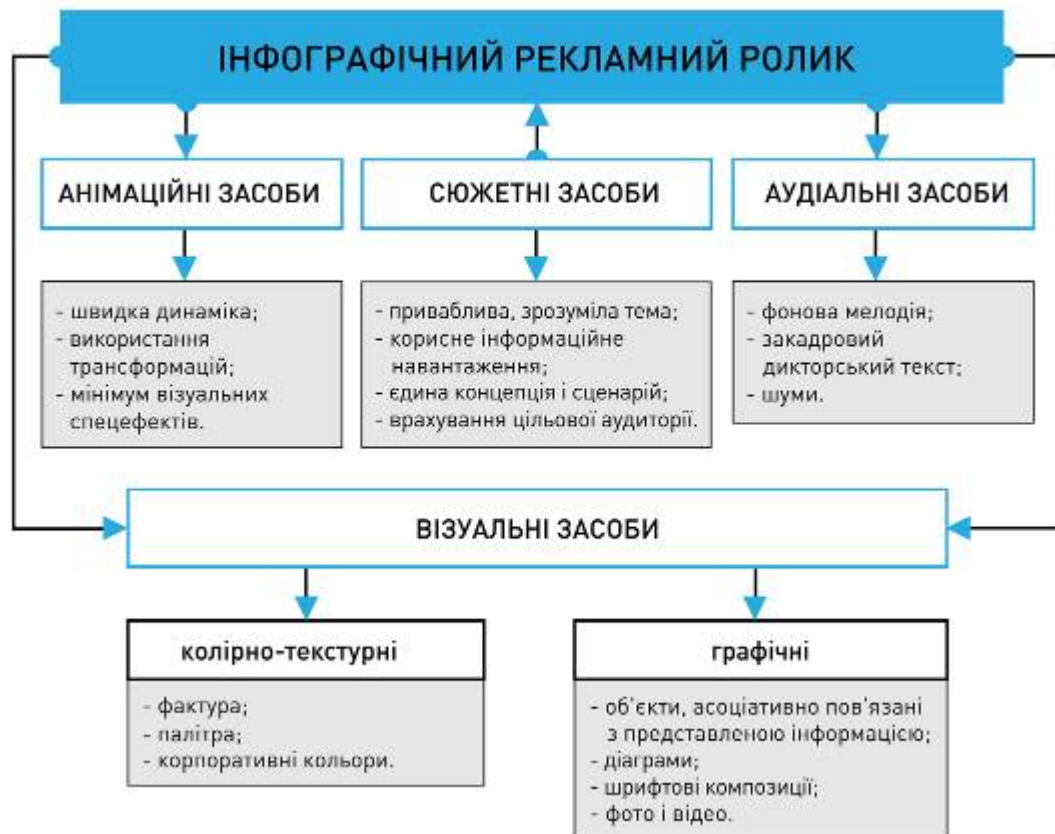 ІНФОГРАФІЧНИЙ РЕКЛАМНИЙ РОЛИК
АНІМАЦІЙНІ ЗАСОБИ
- швидка динаміка;
- використання
трансформацій;
- мінімум візуальних
спецефектів.
СЮЖЕТНІ ЗАСОБИ
- приваблива, зрозуміла тема;
- корисне інформаційне
навантаження;
- єдина концепція і сценарій;
- врахування цільової аудиторії.
АУДІАЛЬНІ ЗАСОБИ
- фонова мелодія;
- закадровий
дикторський текст;
- шуми.
ВІЗУАЛЬНІ ЗАСОБИ
колірно-текстурні
- фактура;
- палітра;
- корпоративні кольори.
графічні
- об'єкти, асоціативно пов'язані
з представленою інформацією;
- діаграми;
- шрифтові композиції;
- фото і відео.